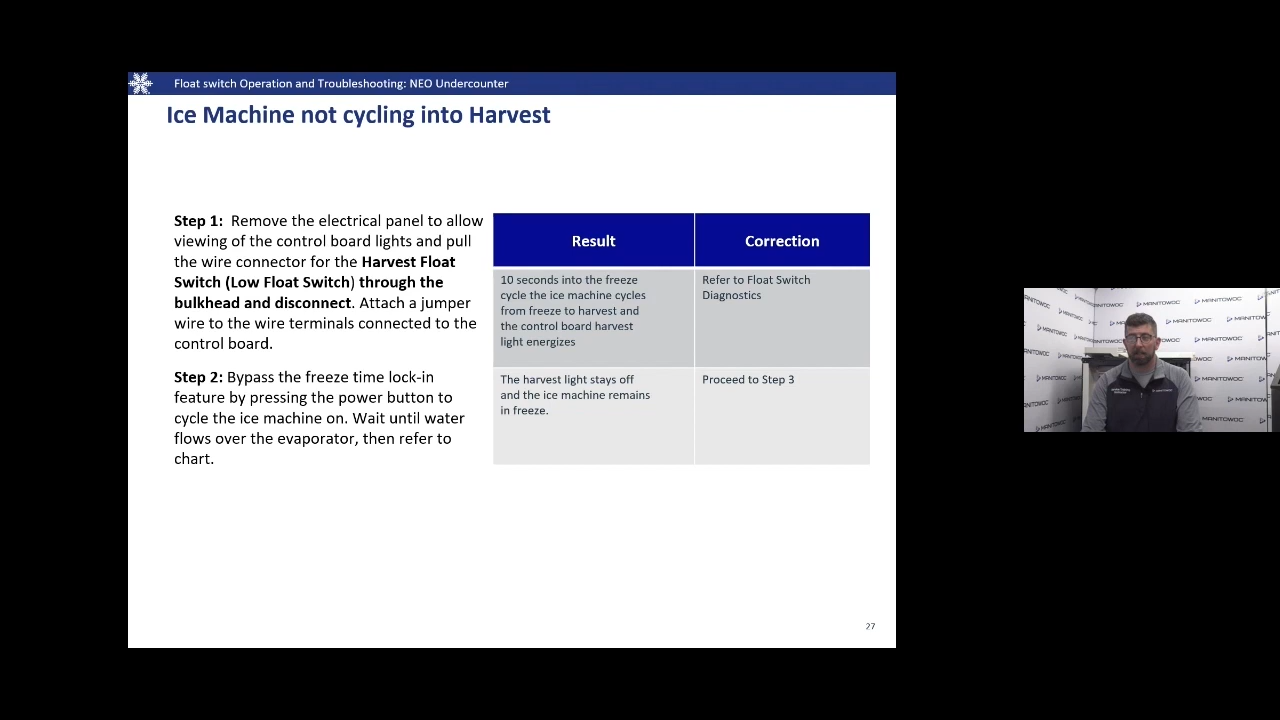 Float switch Operation and Troubleshooting: NEO Undercounter
Ice Machine not cycling into Harvest
Step 1: Remove the electrical panel to allow
viewing of the control board lights and pull
the wire connector for the Harvest Float
Switch (Low Float Switch) through the
bulkhead and disconnect. Attach a jumper
wire to the wire terminals connected to the
control board.
Step 2: Bypass the freeze time lock-in
feature by pressing the power button to
cycle the ice machine on. Wait until water
flows over the evaporator, then refer to
chart.
Result
Correction
10 seconds into the freeze
cycle the ice machine cycles
from freeze to harvest and
the control board harvest
light energizes
Refer to Float Switch
Diagnostics
The harvest light stays off
and the ice machine remains
in freeze.
Proceed to Step 3
27
MANITOWOC